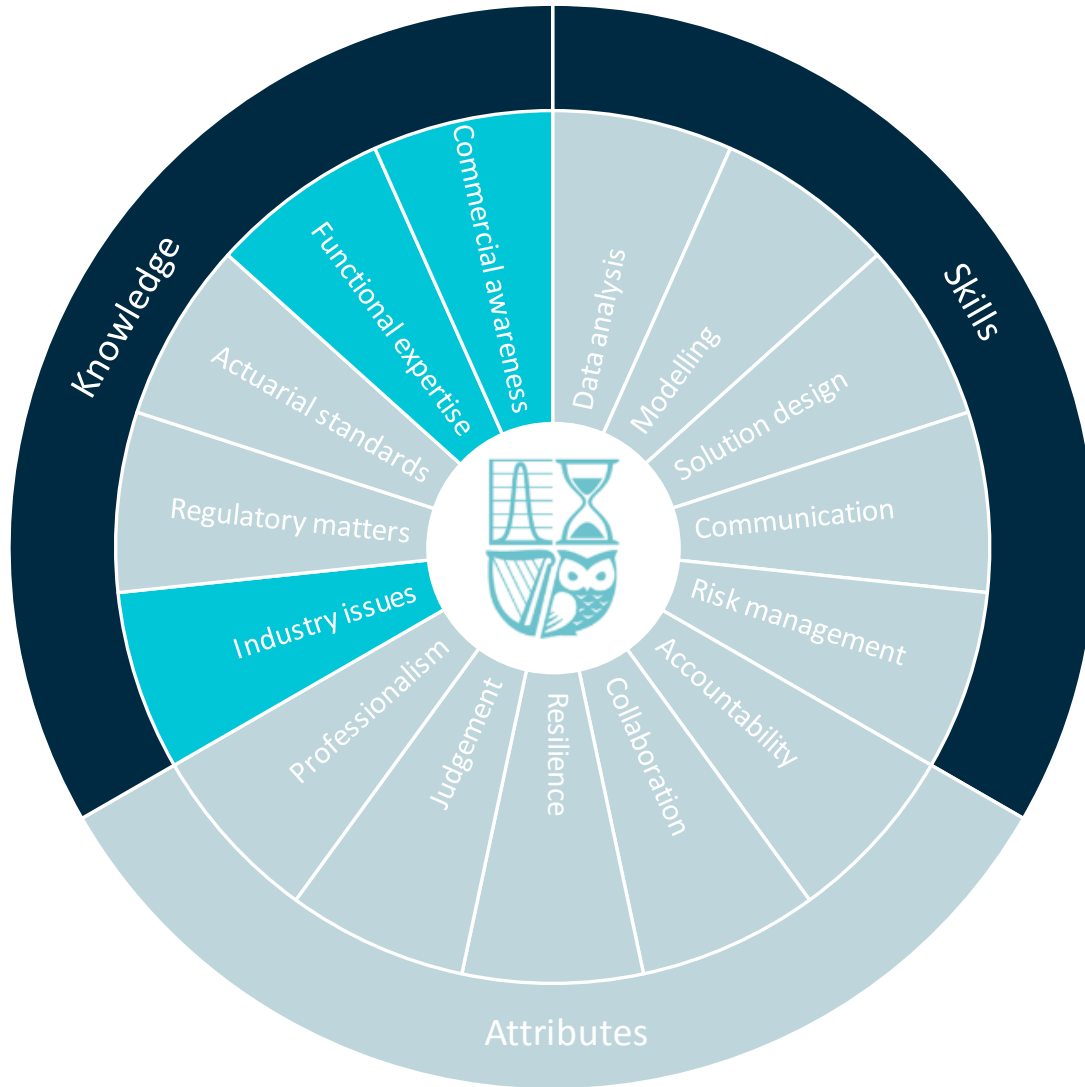 Knowledge
Skills
Attributes
Commercial awareness
Functional expertise
Actuarial standards
Regulatory matters
Industry issues
Data analysis
Modelling
Solution design
Communication
Risk management
Accountability
Collaboration
Resilience
Judgement
Professionalism